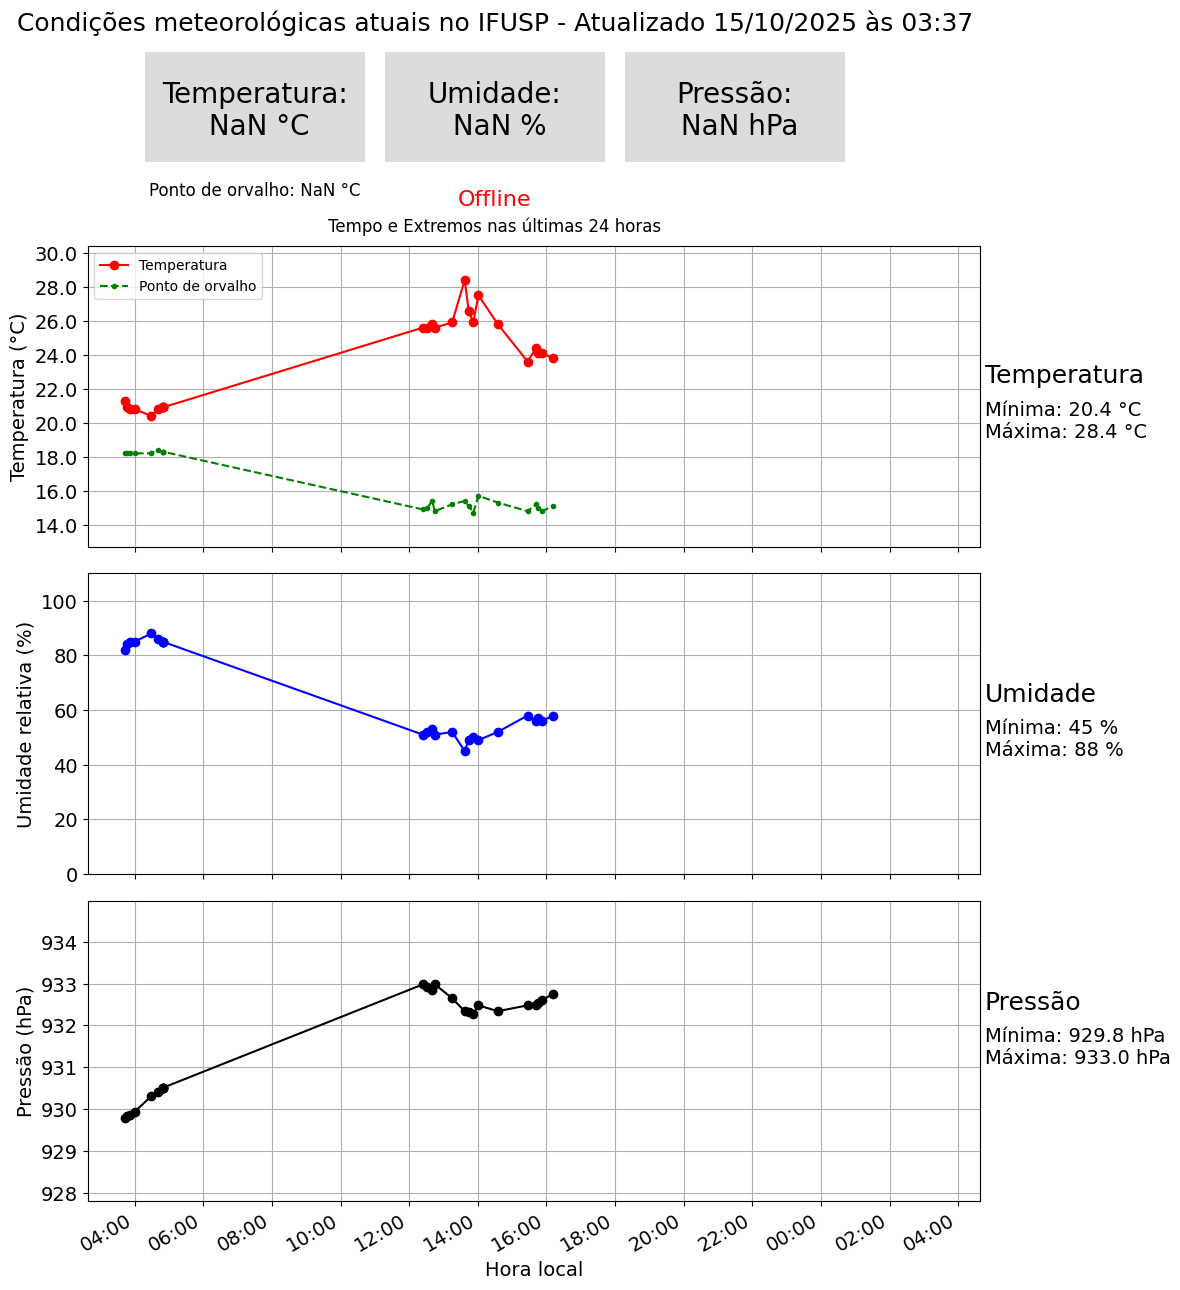 Condições meteorológicas atuais no IFUSP - Atualizado 15/10/2025 às 03:37
Temperatura:
NaN °C
Umidade:
NaN %
Pressão:
NaN hPa
Ponto de orvalho: NaN °C
Offline
Tempo e Extremos nas últimas 24 horas
Temperatura (°C)
30.0
28.0
26.0
24.0
22.0
20.0
18.0
16.0
14.0
Temperatura
Ponto de orvalho
Temperatura
Mínima: 20.4 °C
Máxima: 28.4 °C
Umidade relativa (%)
100
80
60
40
20
0
Umidade
Mínima: 45 %
Máxima: 88 %
Pressão (hPa)
934
933
932
931
930
929
928
Pressão
Mínima: 929.8 hPa
Máxima: 933.0 hPa
04:00
06:00
08:00
10:00
12:00
14:00
16:00
18:00
20:00
22:00
00:00
02:00
04:00
Hora local